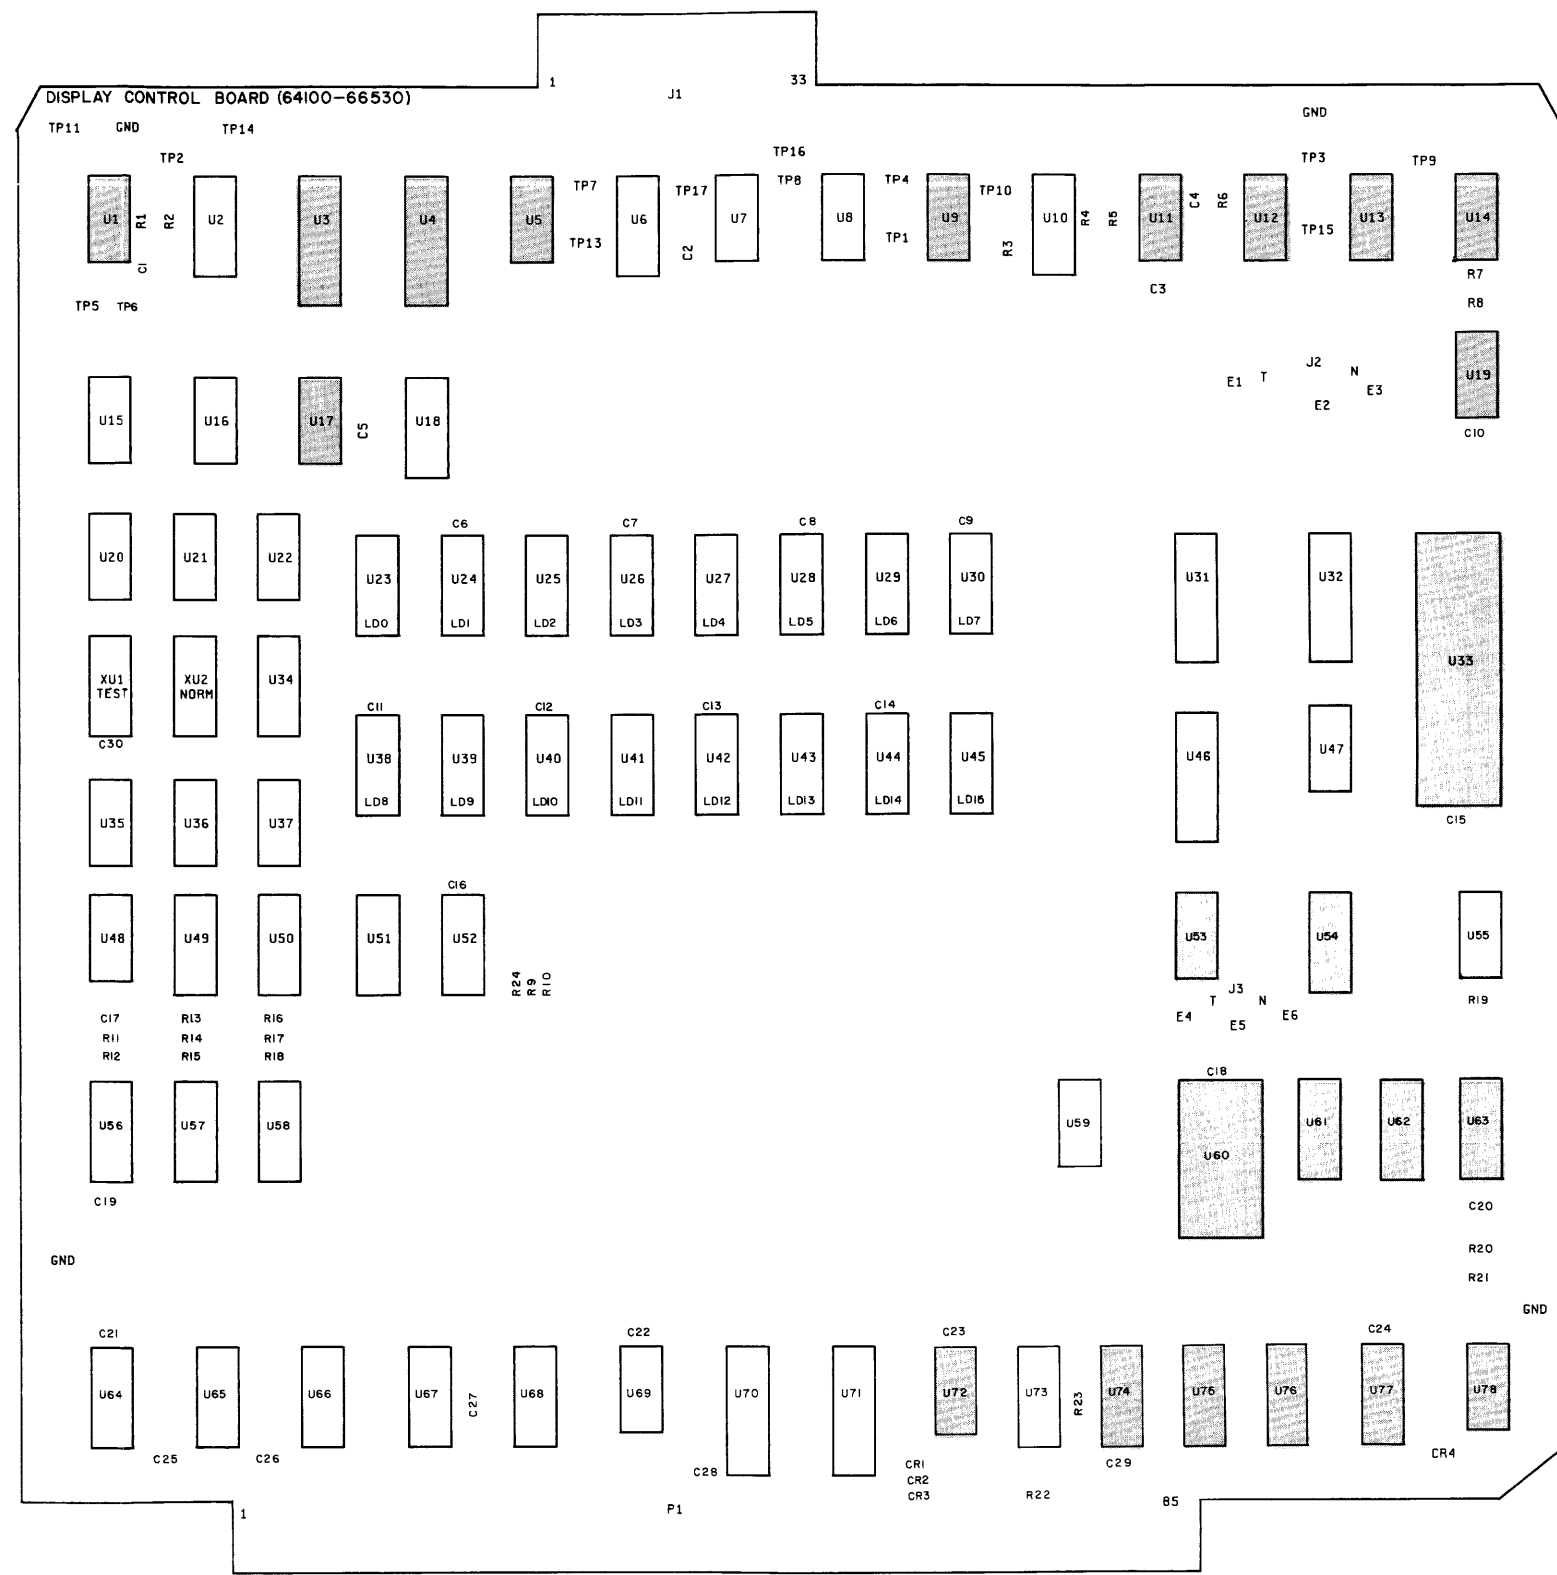 1 33
J1
DISPLAY CONTROL BOARD (64100-66530)
TP11 GND TP14 GND
TP2 TP16 TP3 TP9
TP7 TP17 TP8 TP4 TP10
U1 R1 R2 U2 U3 U4 U5 U6 U7 U8 U9 U10 R4 R5 U11 C4 R6 U12 U13 U14
TP13 C2 TP1 R3 TP15
C1 R7
C3
TP5 TP6 R8
J2
E1 T N U19
E3
E2
U15 U16 U17 C5 U18 C10
C6 C7 C8 C9
U20 U21 U22 U23 U24 U25 U26 U27 U28 U29 U30 U31 U32
LD0 LD1 LD2 LD3 LD4 LD5 LD6 LD7
U33
XU1 XU2 U34
TEST NORM
C11 C12 C13 C14
C30
U38 U39 U40 U41 U42 U43 U44 U45 U46 U47
LD8 LD9 LD10 LD11 LD12 LD13 LD14 LD15
U35 U36 U37 C15
C16
U48 U49 U50 U51 U52 U53 U54 U55
R24 R9 R10
J3
T N R19
E4 E6
E5
C17 R13 R16
R11 R14 R17
R12 R15 R18
C18
U56 U57 U58 U59 U61 U62 U63
U60
C19 C20
R20
GND
R21
GND
C21 C22 C23 C24
U64 U65 U66 U67 C27 U68 U69 U70 U71 U72 U73 R23 U74 U75 U76 U77 U78
C25 C26 CR4
CR1 C29
C28 CR2
CR3 R22
1 P1 85